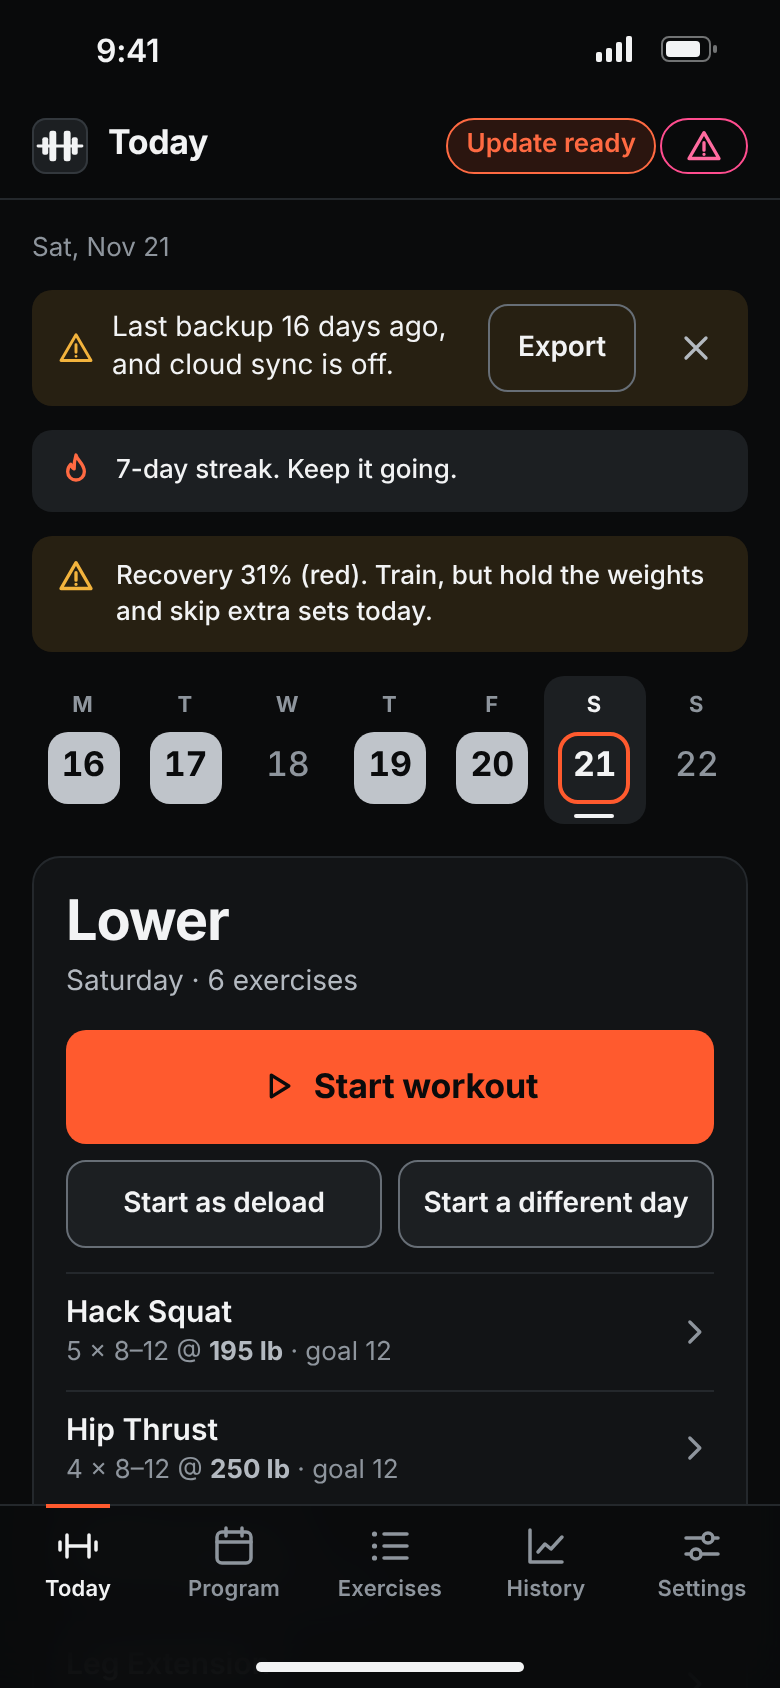 9:41
Today
Update ready
Sat, Nov 21
Last backup 16 days ago,
and cloud sync is off.
Export
7-day streak. Keep it going.
Recovery 31% (red). Train, but hold the weights
and skip extra sets today.
M T W T F S S
16 17 18 19 20 21 22
Lower
Saturday · 6 exercises
Start workout
Start as deload
Start a different day
Hack Squat
5 × 8–12 @ 195 lb · goal 12
Hip Thrust
4 × 8–12 @ 250 lb · goal 12
Today
Program
Exercises
History
Settings
Leg